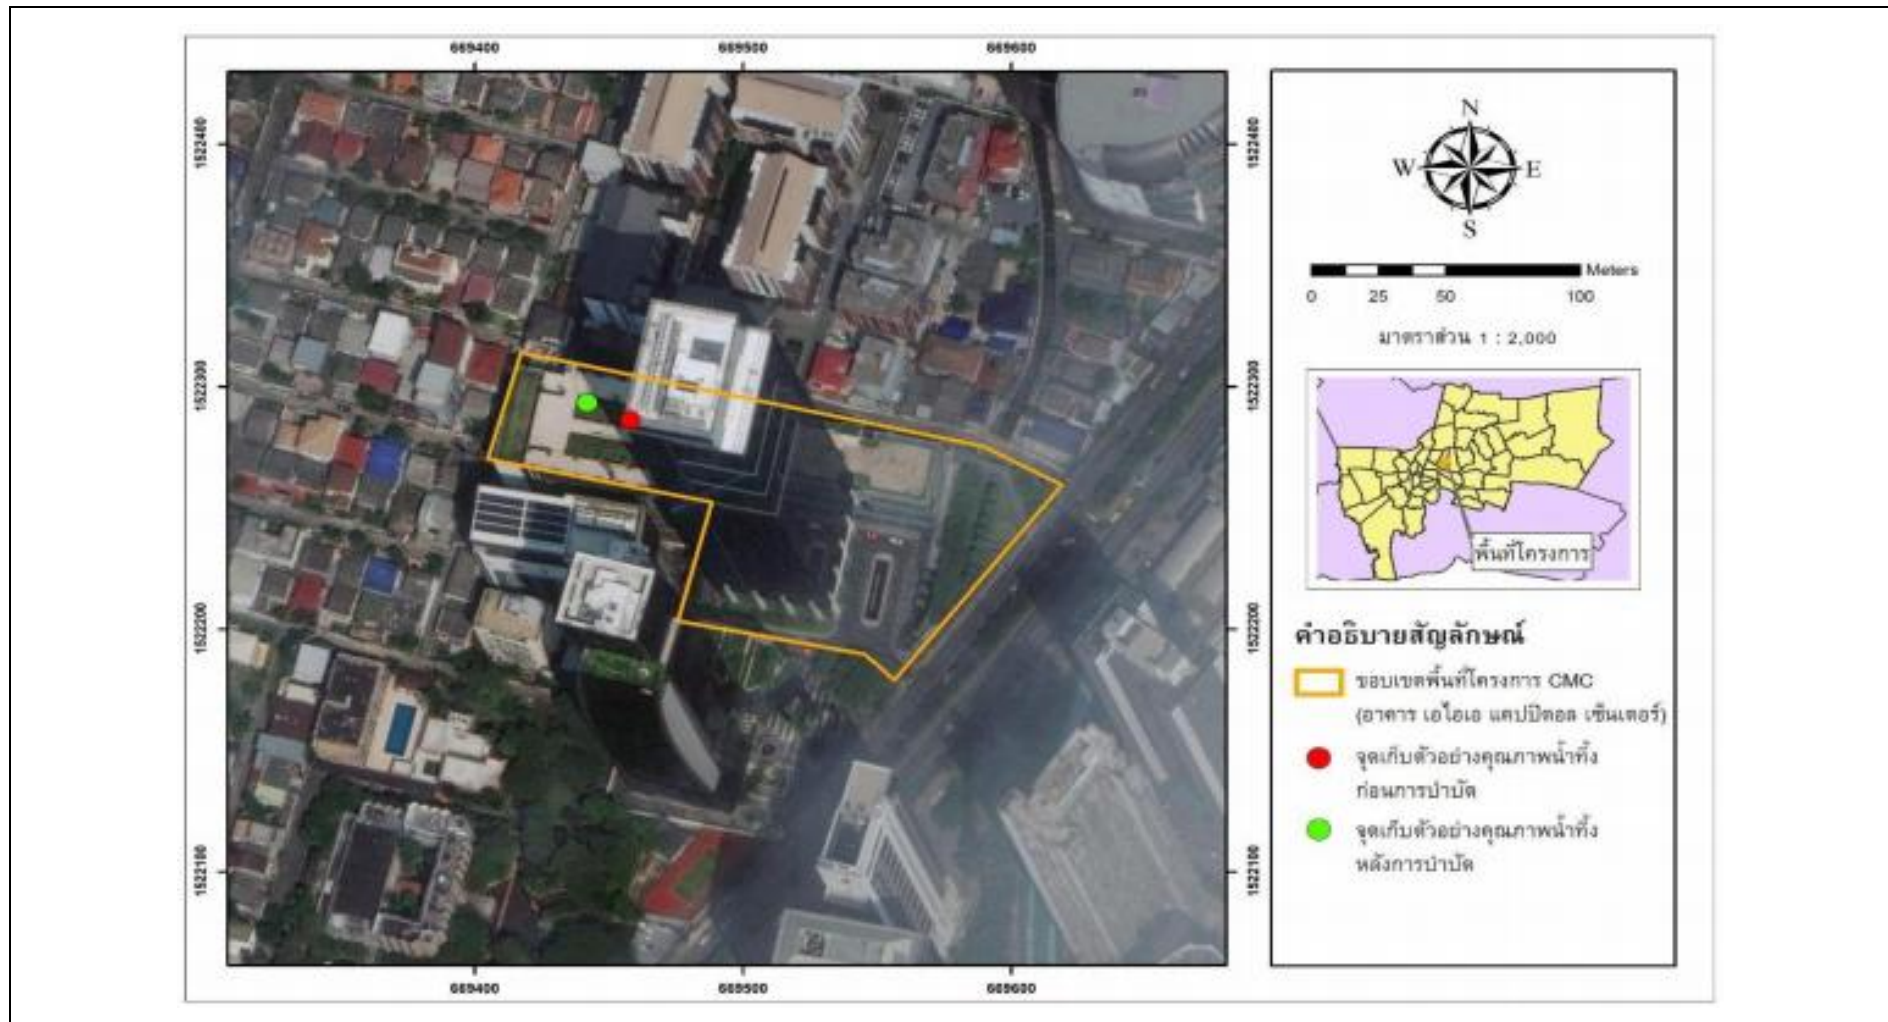 669400 669500 669600
1522400
1522300
1522200
1522100
1522400
1522300
1522200
1522100
669400 669500 669600
N
W E
S
Meters
0 25 50 100
มาตราส่วน 1 : 2,000
พื้นที่โครงการ
คำอธิบายสัญลักษณ์
ขอบเขตพื้นที่โครงการ CMC
(อาคาร เอไอเอ แคปปิตอล เซ็นเตอร์)
จุดเก็บตัวอย่างคุณภาพน้ำทิ้ง
ก่อนการบำบัด
จุดเก็บตัวอย่างคุณภาพน้ำทิ้ง
หลังการบำบัด